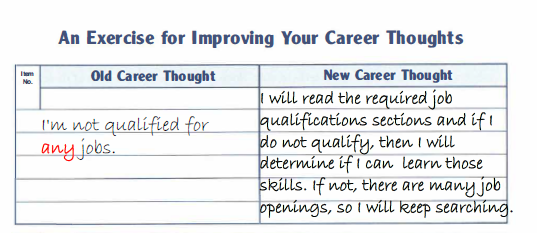 An Exercise for Improving Your Career Thoughts
Item No.
Old Career Thought
New Career Thought
I'm not qualified for
any jobs.
I will read the required job
qualifications sections and if I
do not qualify, then I will
determine if I can learn those
skills. If not, there are many job
openings, so I will keep searching.